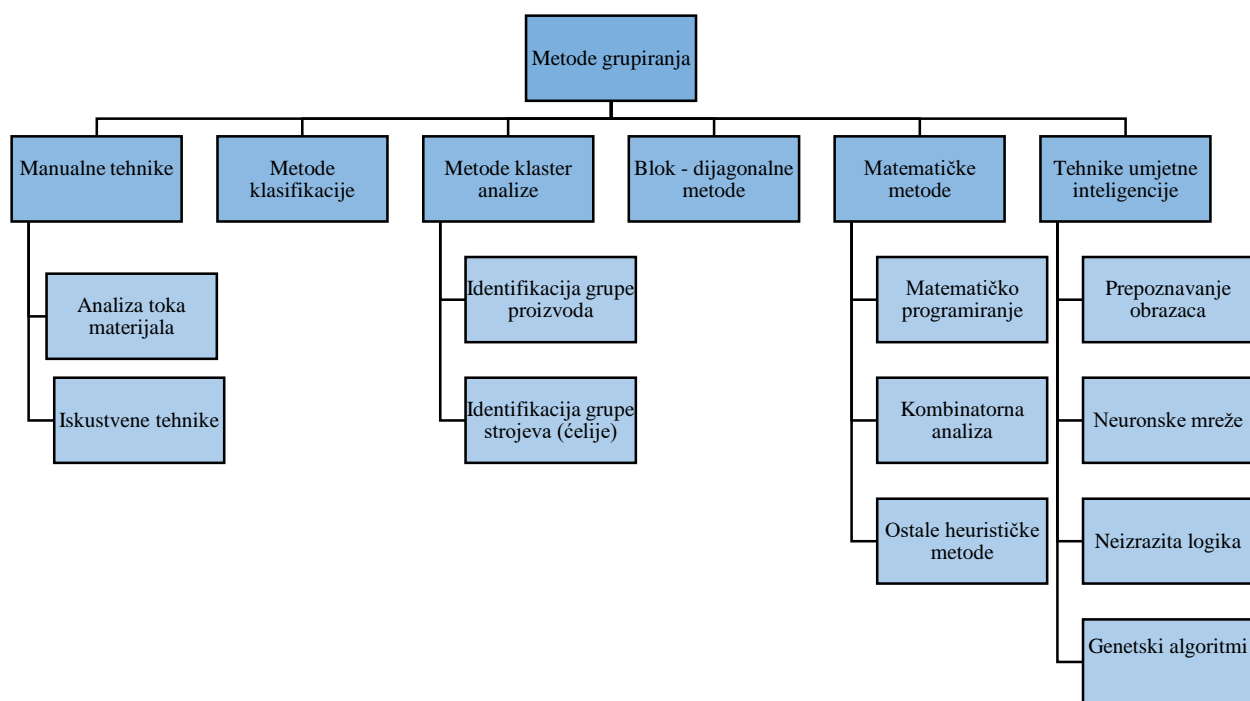 Metode grupiranja
Manualne tehnike
Metode
klasifikacije
Metode klaster
analize
Blok - dijagonalne
metode
Matematičke
metode
Tehnike umjetne
inteligencije
Analiza toka
materijala
Iskustvene tehnike
Identifikacija grupe
proizvoda
Identifikacija grupe
strojeva (ćelije)
Matematičko
programiranje
Kombinatorna
analiza
Ostale heurističke
metode
Prepoznavanje
obrazaca
Neuronske mreže
Neizrazita logika
Genetski algoritmi